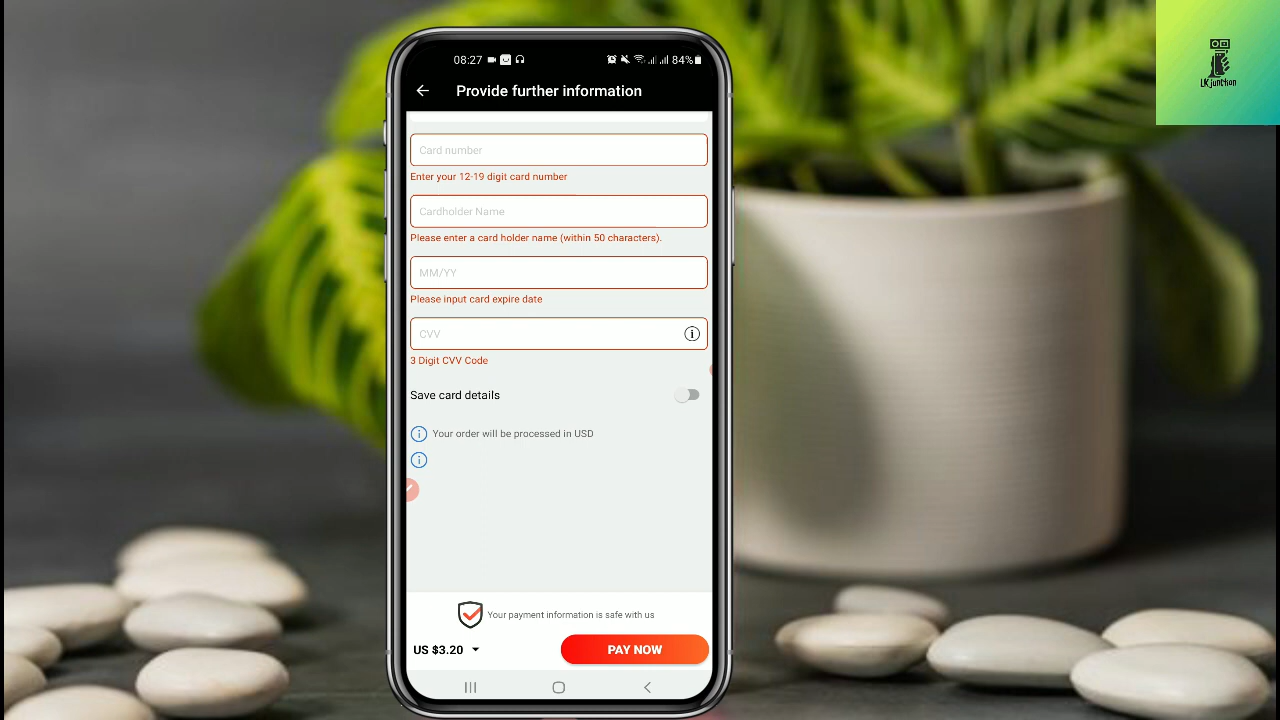 LK junction
08:27
84%
Provide further information
Card number
Enter your 12-19 digit card number
Cardholder Name
Please enter a card holder name (within 50 characters).
MM/YY
Please input card expire date
CVV
3 Digit CVV Code
Save card details
Your order will be processed in USD
Your payment information is safe with us
US $3.20
PAY NOW